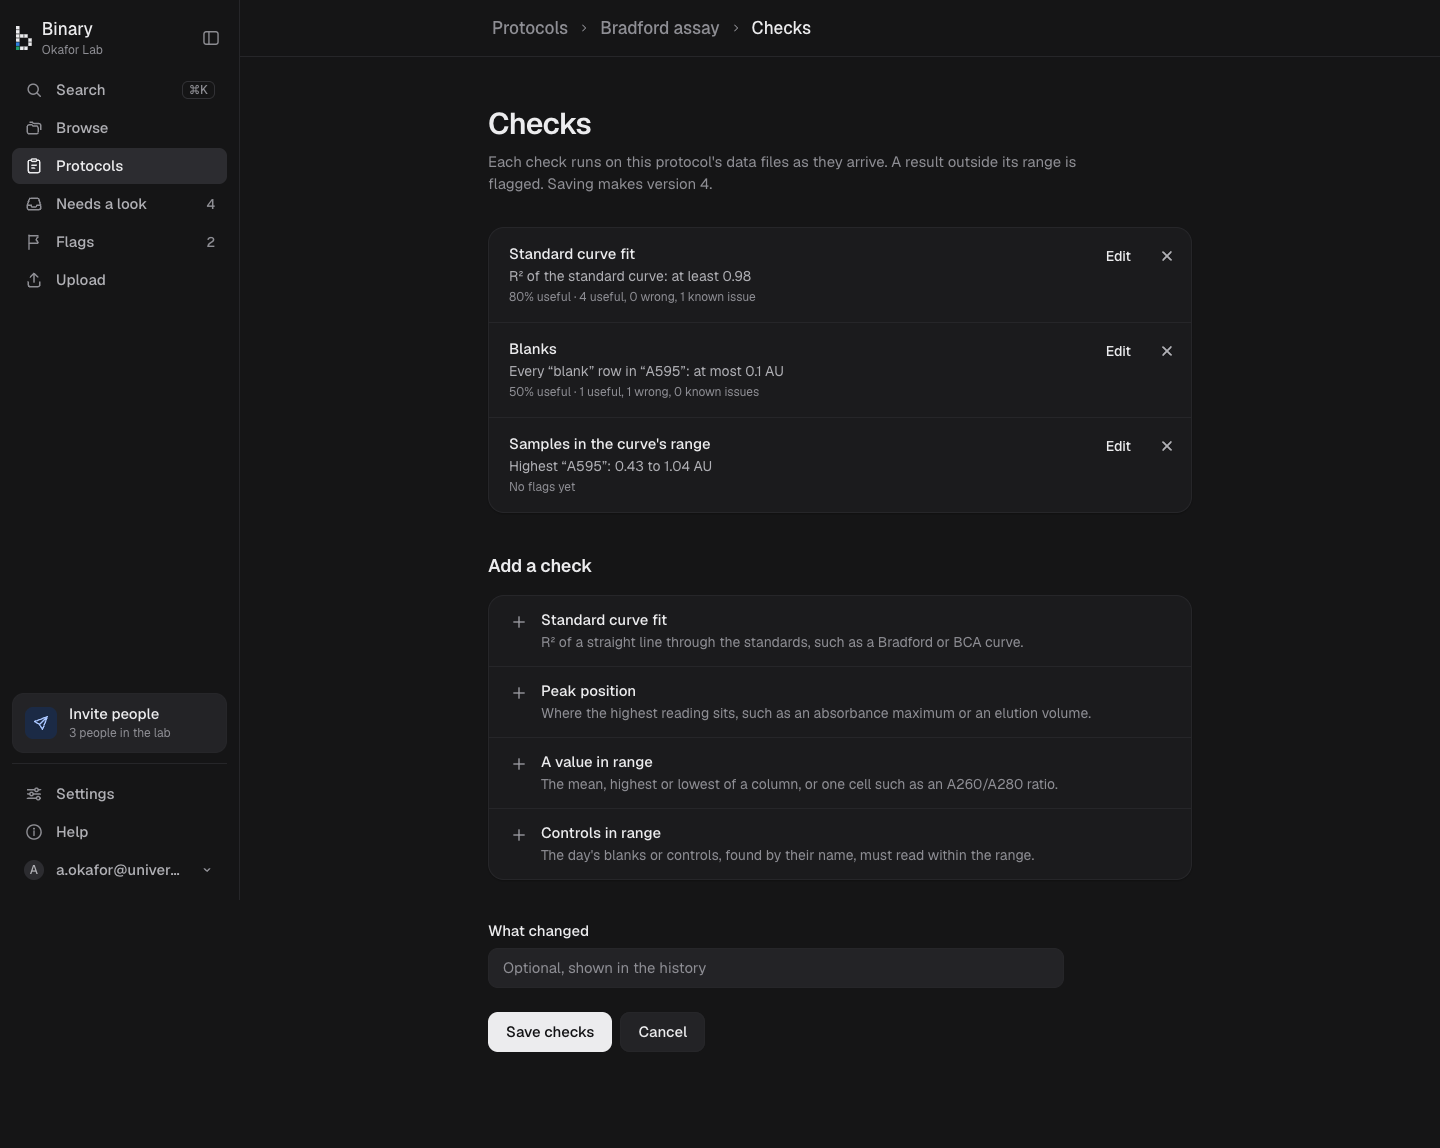 Binary
Okafor Lab
Search ⌘K
Browse
Protocols
Needs a look 4
Flags 2
Upload
Invite people
3 people in the lab
Settings
Help
A a.okafor@univer...
Protocols › Bradford assay › Checks
Checks
Each check runs on this protocol's data files as they arrive. A result outside its range is
flagged. Saving makes version 4.
Standard curve fit
Edit
R² of the standard curve: at least 0.98
80% useful · 4 useful, 0 wrong, 1 known issue
Blanks
Edit
Every “blank” row in “A595”: at most 0.1 AU
50% useful · 1 useful, 1 wrong, 0 known issues
Samples in the curve's range
Edit
Highest “A595”: 0.43 to 1.04 AU
No flags yet
Add a check
Standard curve fit
R² of a straight line through the standards, such as a Bradford or BCA curve.
Peak position
Where the highest reading sits, such as an absorbance maximum or an elution volume.
A value in range
The mean, highest or lowest of a column, or one cell such as an A260/A280 ratio.
Controls in range
The day's blanks or controls, found by their name, must read within the range.
What changed
Optional, shown in the history
Save checks
Cancel